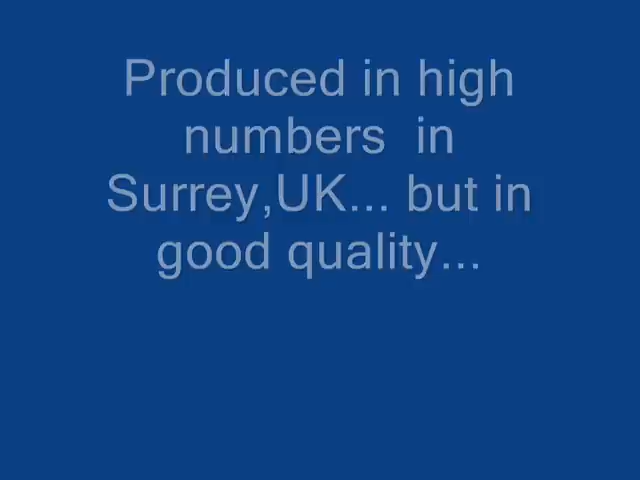 Produced in high
numbers  in
Surrey,UK... but in
good quality...